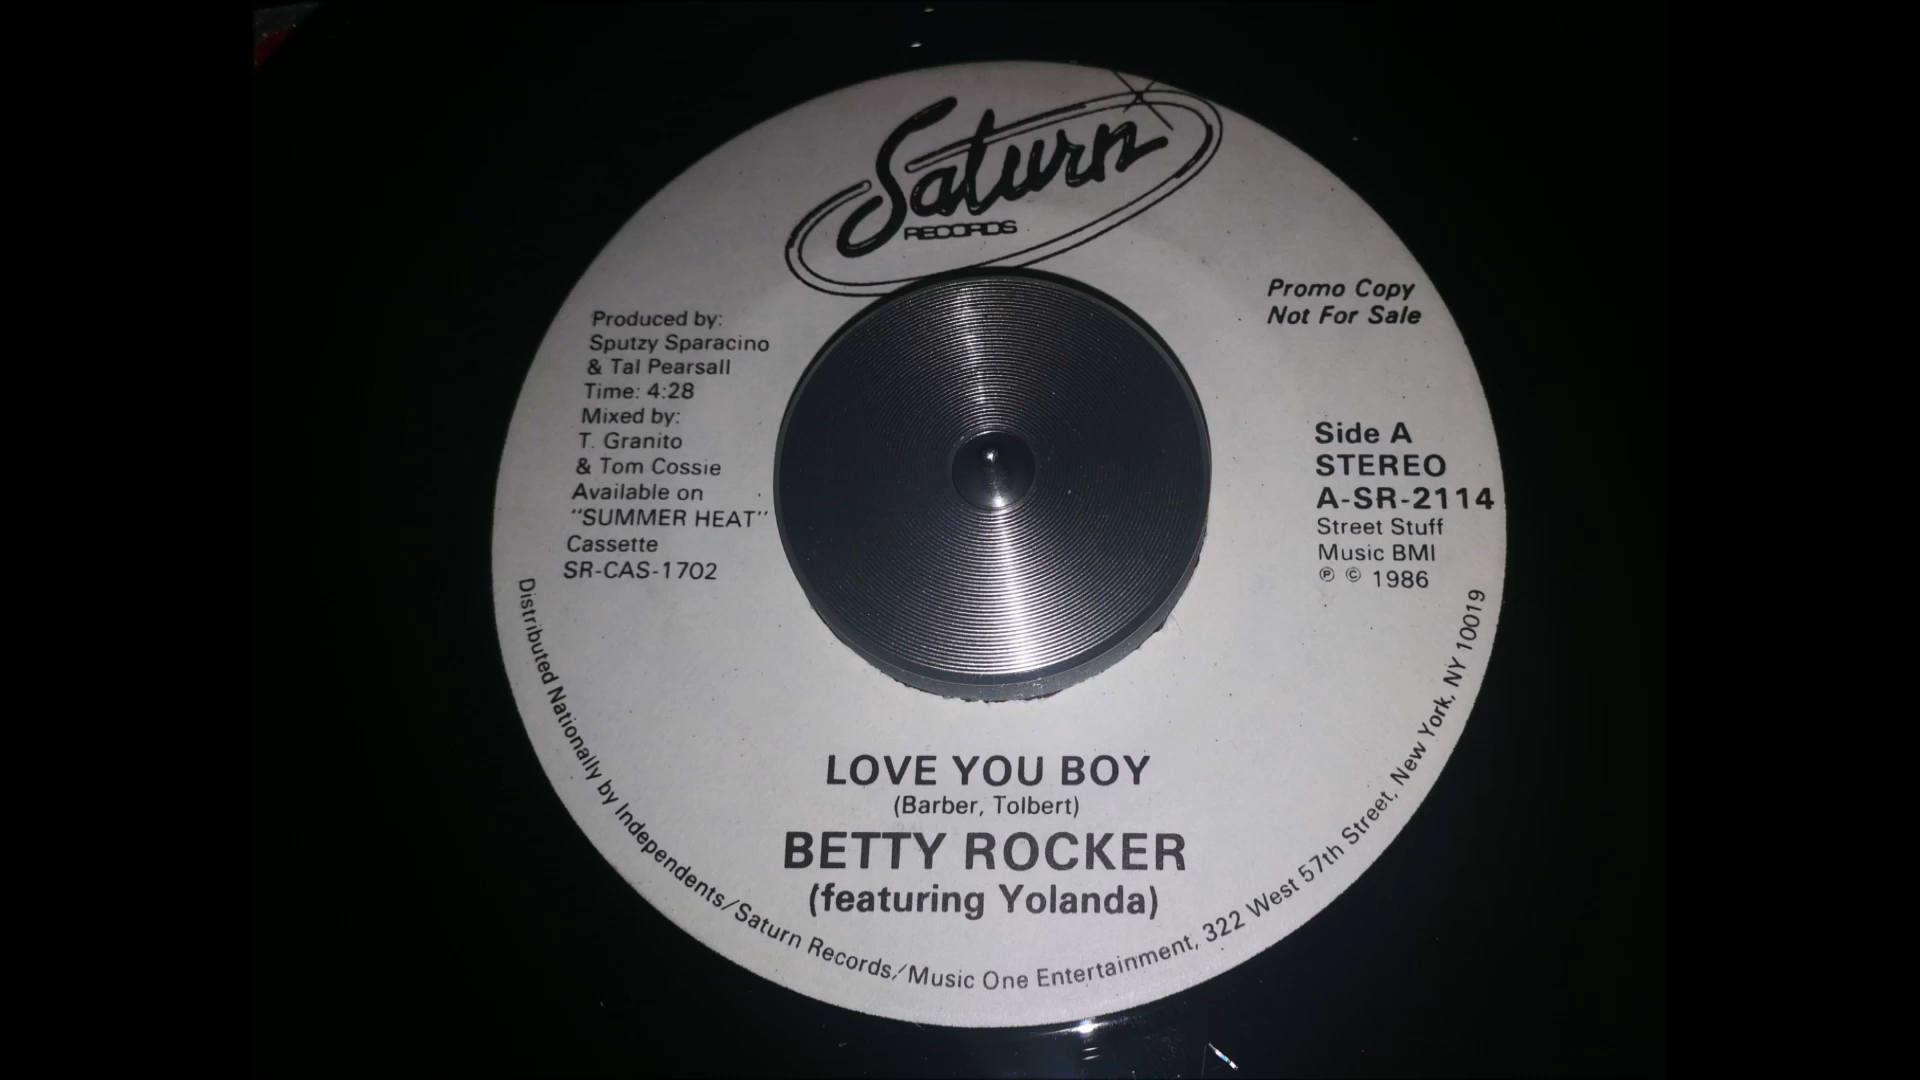 Saturn
RECORDS
Promo Copy
Not For Sale
Produced by:
Sputzy Sparacino
& Tal Pearsall
Time: 4:28
Mixed by:
T. Granito
& Tom Cossie
Available on
"SUMMER HEAT"
Cassette
SR-CAS-1702
Side A
STEREO
A-SR-2114
Street Stuff
Music BMI
℗ © 1986
LOVE YOU BOY
(Barber, Tolbert)
BETTY ROCKER
(featuring Yolanda)
Distributed Nationally by Independents/Saturn Records/Music One Entertainment, 322 West 57th Street, New York, NY 10019